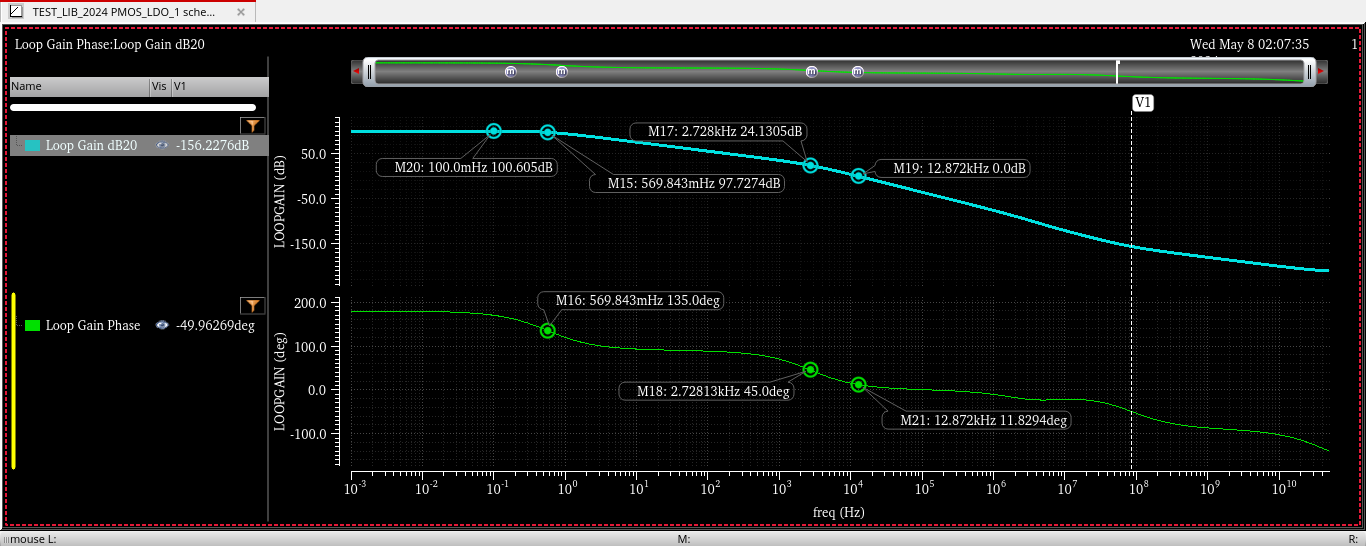 TEST_LIB_2024 PMOS_LDO_1 sche...
Loop Gain Phase:Loop Gain dB20
Wed May 8 02:07:35
1
Name Vis V1
V1
Loop Gain dB20 -156.2276dB
LOOPGAIN (dB)
50.0
-50.0
-150.0
M20: 100.0mHz 100.605dB
M15: 569.843mHz 97.7274dB
M17: 2.728kHz 24.1305dB
M19: 12.872kHz 0.0dB
Loop Gain Phase -49.96269deg
LOOPGAIN (deg)
200.0
100.0
0.0
-100.0
M16: 569.843mHz 135.0deg
M18: 2.72813kHz 45.0deg
M21: 12.872kHz 11.8294deg
10-3 10-2 10-1 100 101 102 103 104 105 106 107 108 109 1010
freq (Hz)
mouse L: M: R: